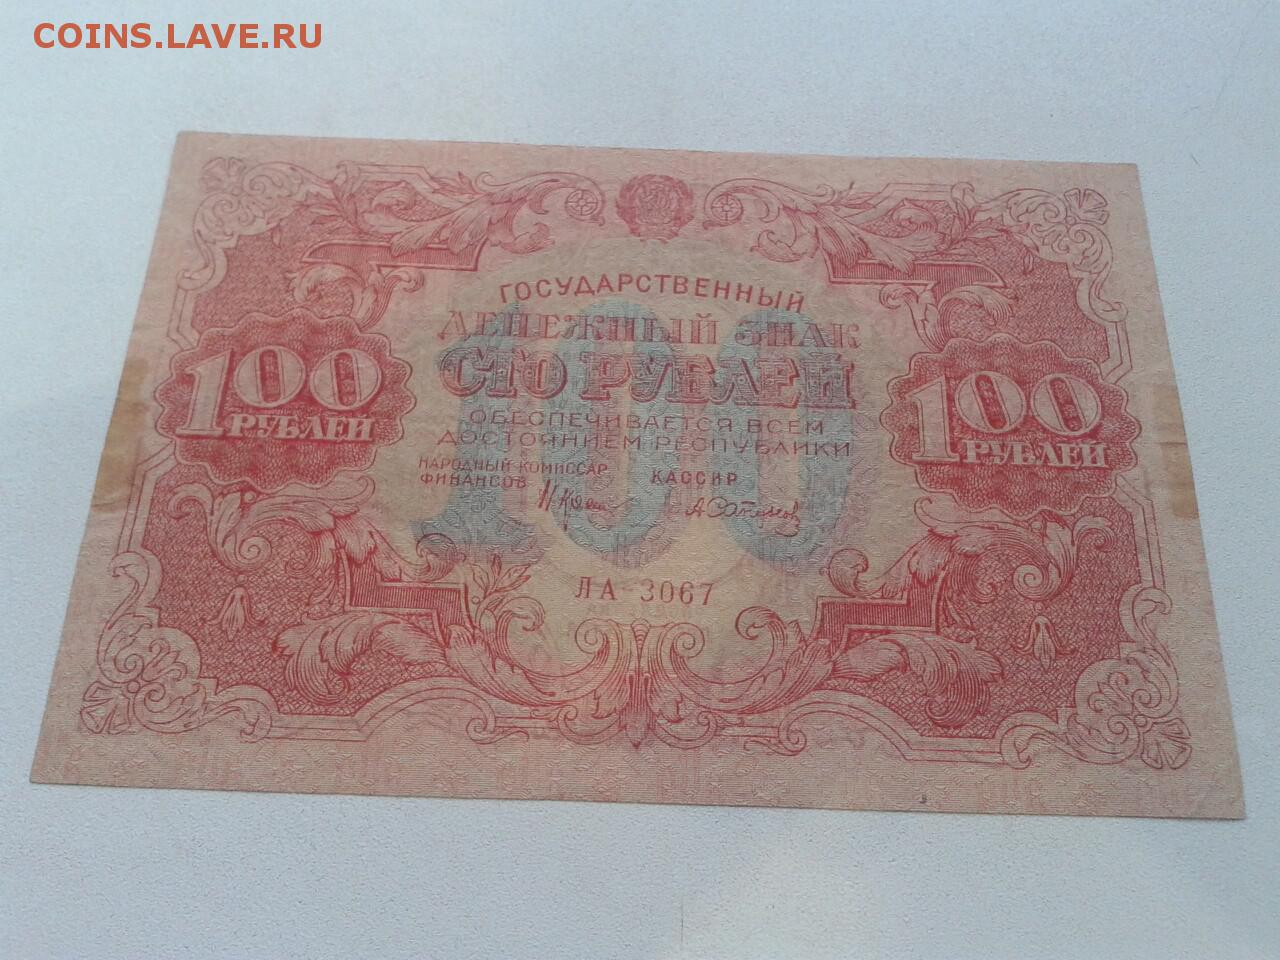 COINS.LAVE.RU
ГОСУДАРСТВЕННЫЙ
ДЕНЕЖНЫЙ ЗНАК
100
СТО РУБЛЕЙ
100
РУБЛЕЙ
100
РУБЛЕЙ
ОБЕСПЕЧИВАЕТСЯ ВСЕМ
ДОСТОЯНИЕМ РЕСПУБЛИКИ
НАРОДНЫЙ КОМИССАР
ФИНАНСОВ
КАССИР
ЛА-3067